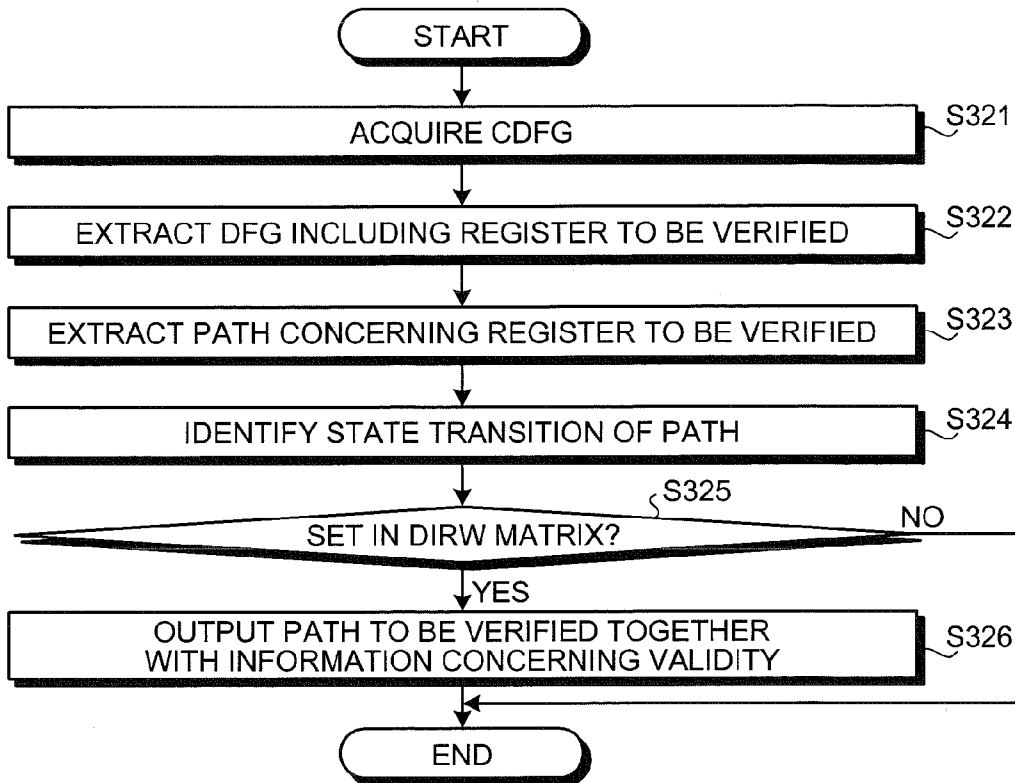 START
ACQUIRE CDFG
S321
EXTRACT DFG INCLUDING REGISTER TO BE VERIFIED
S322
EXTRACT PATH CONCERNING REGISTER TO BE VERIFIED
S323
IDENTIFY STATE TRANSITION OF PATH
S324
S325
SET IN DIRW MATRIX?
NO
YES
OUTPUT PATH TO BE VERIFIED TOGETHER
WITH INFORMATION CONCERNING VALIDITY
S326
END